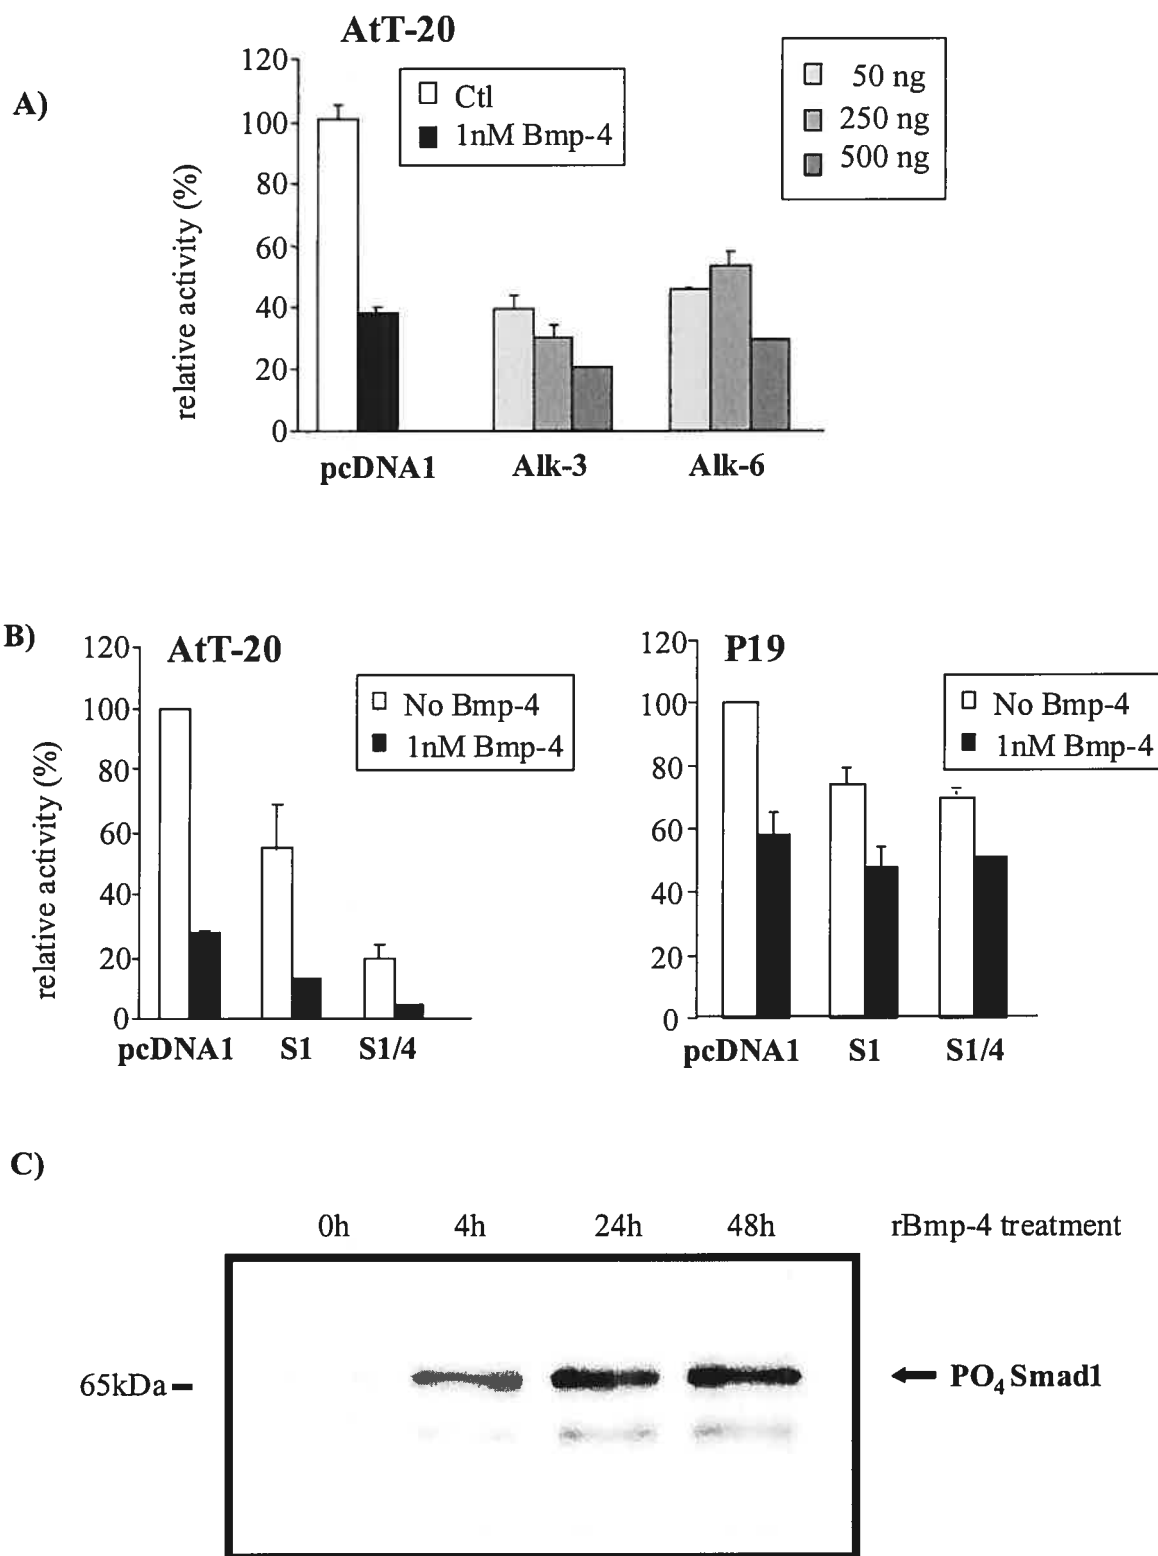 A)
AtT-20
120
100
80
60
40
20
0
relative activity (%)
Ctl
1nM Bmp-4
50 ng
250 ng
500 ng
pcDNA1 Alk-3 Alk-6
B)
AtT-20
120
100
80
60
40
20
0
relative activity (%)
No Bmp-4
1nM Bmp-4
pcDNA1 S1 S1/4
P19
120
100
80
60
40
20
0
No Bmp-4
1nM Bmp-4
pcDNA1 S1 S1/4
C)
0h 4h 24h 48h rBmp-4 treatment
65kDa
PO4 Smad1